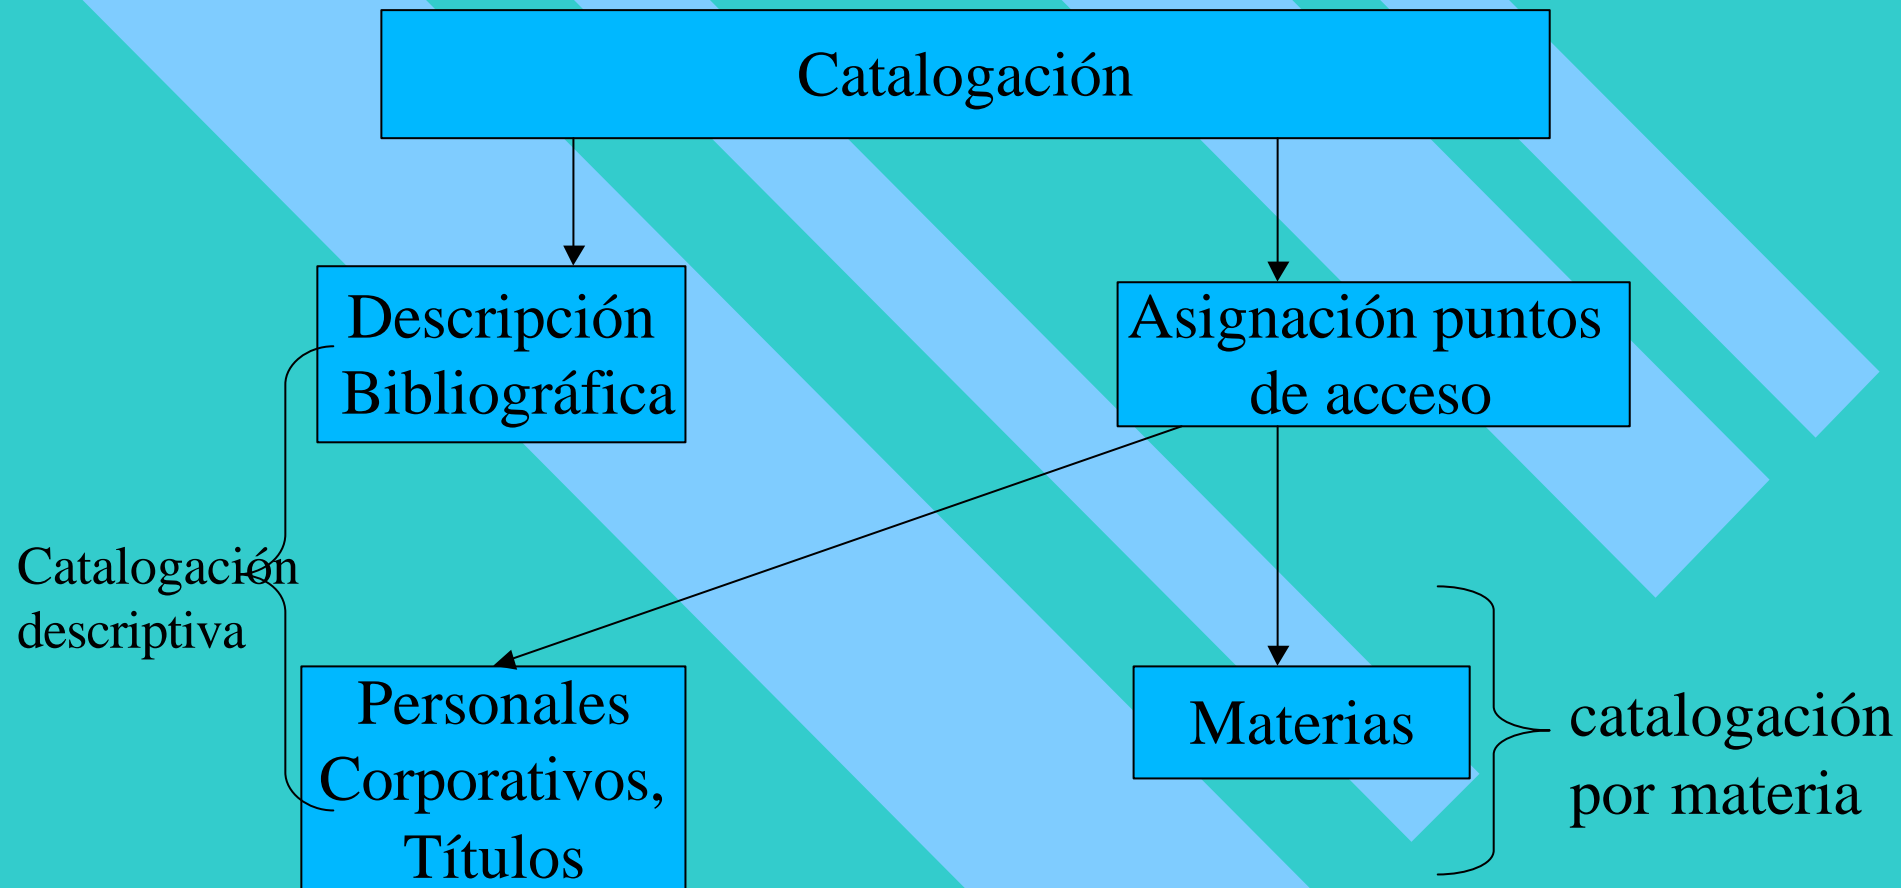 Catalogación
Descripción
Bibliográfica
Asignación puntos
de acceso
Catalogación
descriptiva
Personales
Corporativos,
Títulos
Materias
catalogación
por materia